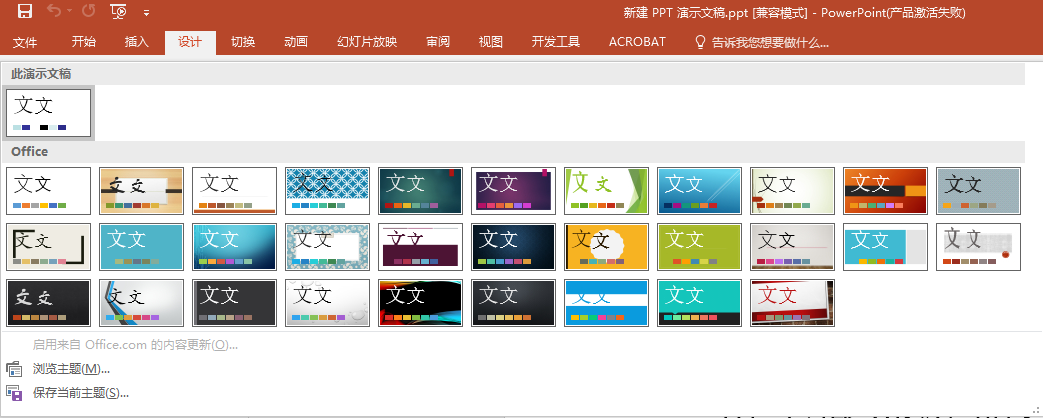 新建 PPT 演示文稿.ppt [兼容模式] - PowerPoint(产品激活失败)
文件 开始 插入 设计 切换 动画 幻灯片放映 审阅 视图 开发工具 ACROBAT 告诉我您想要做什么...
此演示文稿
文文
Office
文文 文文 文文 文文 文文 文文 文文 文文 文文 文文 文文
文文 文文 文文 文文 文文 文文 文文 文文 文文 文文 文文
文文 文文 文文 文文 文文 文文 文文 文文 文文
启用来自 Office.com 的内容更新(O)...
浏览主题(M)...
保存当前主题(S)...